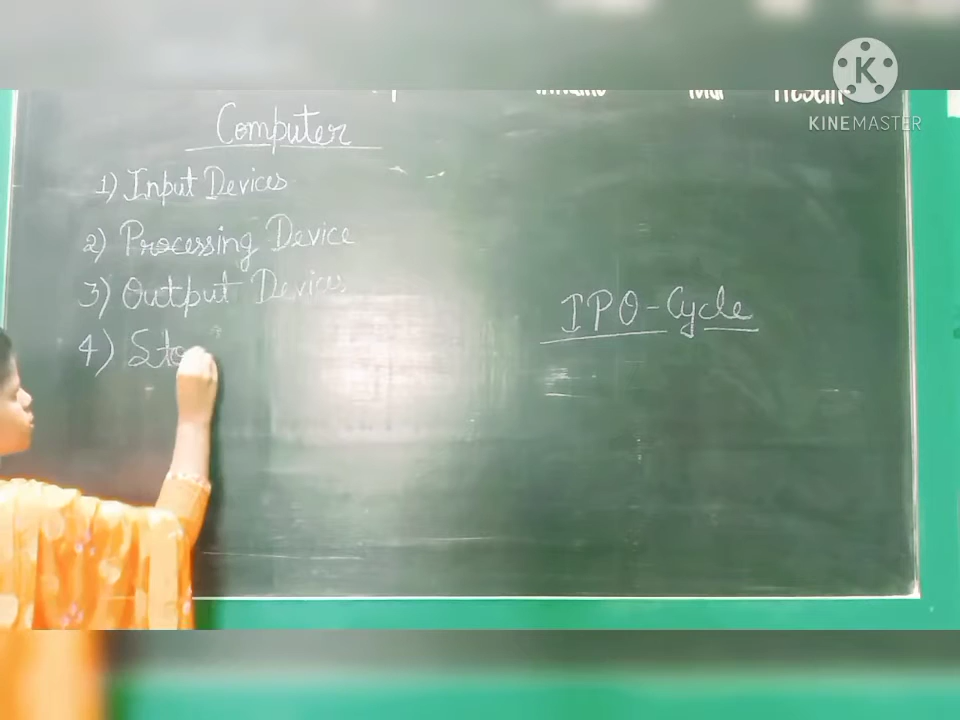 KINEMASTER
Computer
1) Input Devices
2) Processing Device
3) Output Devices
4) Sto
IPO-Cycle